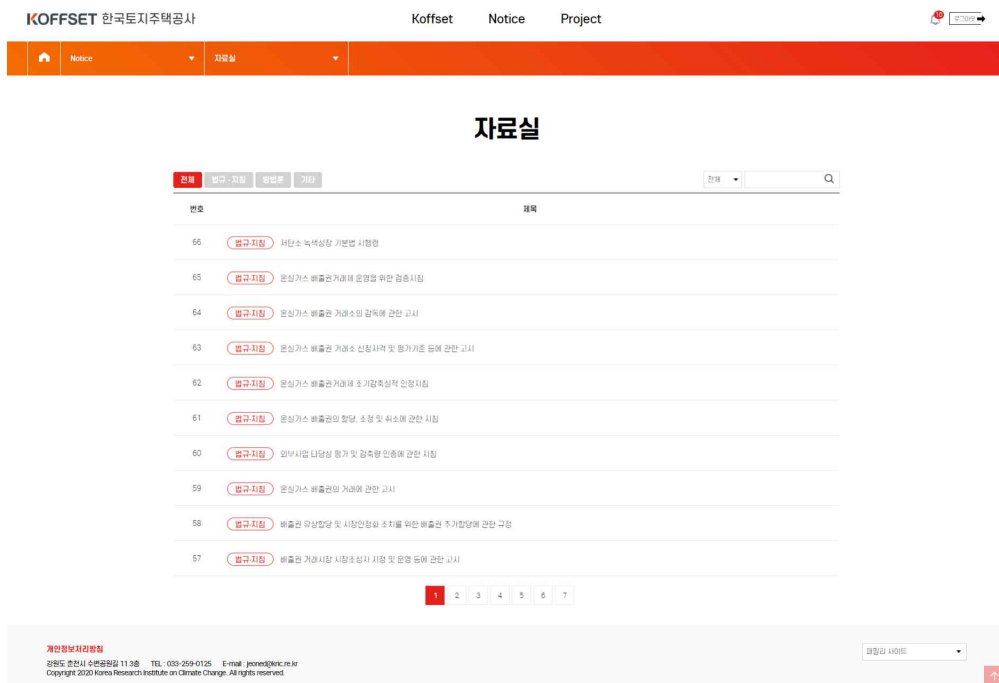 KOFFSET 한국토지주택공사
Koffset Notice Project
10 로그아웃
Notice 자료실
자료실
전체 법규·지침 방법론 기타
전체
번호 제목
66 법규·지침 저탄소 녹색성장 기본법 시행령
65 법규·지침 온실가스 배출권거래제 운영을 위한 검증지침
64 법규·지침 온실가스 배출권 거래소의 감독에 관한 고시
63 법규·지침 온실가스 배출권 거래소 신청자격 및 평가기준 등에 관한 고시
62 법규·지침 온실가스 배출권거래제 조기감축실적 인정지침
61 법규·지침 온실가스 배출권의 할당, 조정 및 취소에 관한 지침
60 법규·지침 외부사업 타당성 평가 및 감축량 인증에 관한 지침
59 법규·지침 온실가스 배출권의 거래에 관한 고시
58 법규·지침 배출권 유상할당 및 시장안정화 조치를 위한 배출권 추가할당에 관한 규정
57 법규·지침 배출권 거래시장 시장조성자 지정 및 운영 등에 관한 고시
1 2 3 4 5 6 7
개인정보처리방침
강원도 춘천시 수변공원길 11 3층 TEL : 033-259-0125 E-mail : jeoned@kric.re.kr
Copyright 2020 Korea Research Institute on Climate Change. All rights reserved.
패밀리 사이트